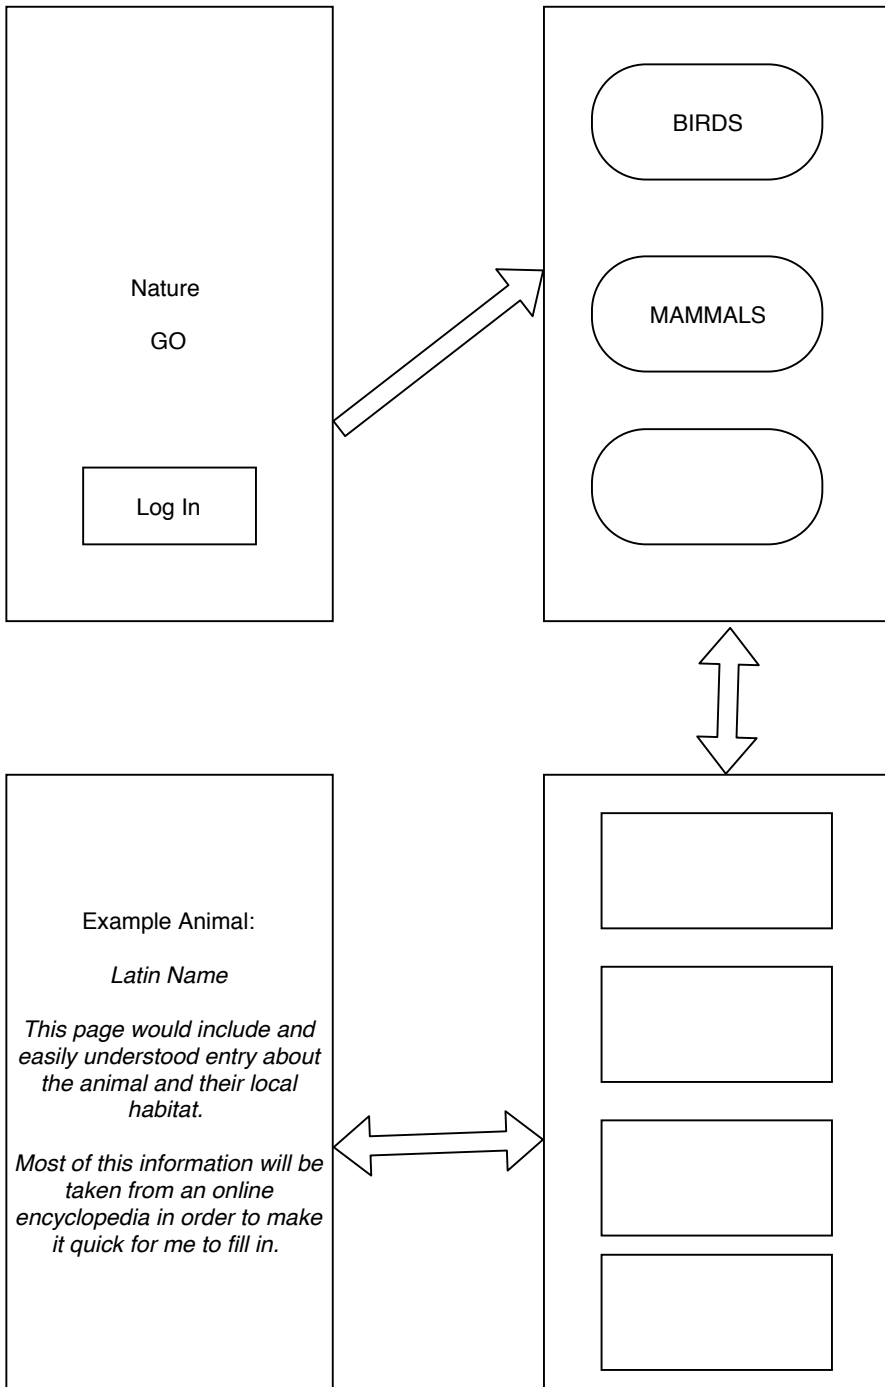 Nature
GO
Log In
BIRDS
MAMMALS
Example Animal:
Latin Name
This page would include and
easily understood entry about
the animal and their local
habitat.
Most of this information will be
taken from an online
encyclopedia in order to make
it quick for me to fill in.